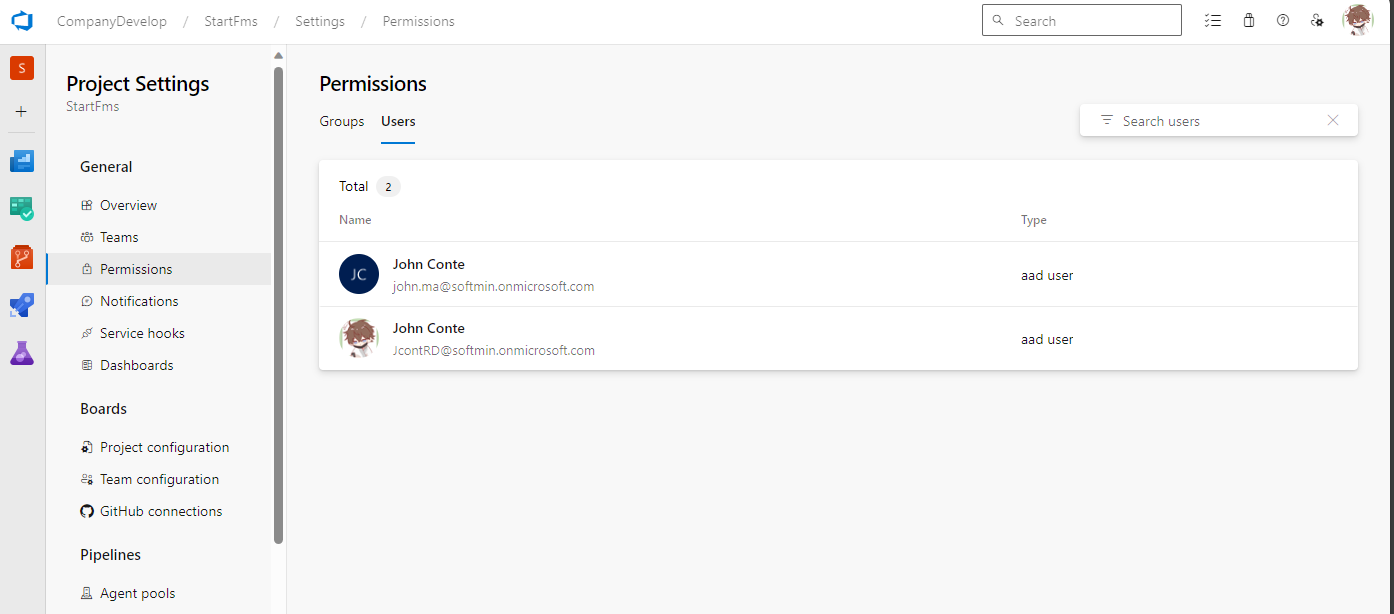 CompanyDevelop / StartFms / Settings / Permissions
Search
S
Project Settings
StartFms
General
Overview
Teams
Permissions
Notifications
Service hooks
Dashboards
Boards
Project configuration
Team configuration
GitHub connections
Pipelines
Agent pools
Permissions
Groups Users
Search users
Total 2
Name Type
JC
John Conte
john.ma@softmin.onmicrosoft.com
aad user
John Conte
JcontRD@softmin.onmicrosoft.com
aad user